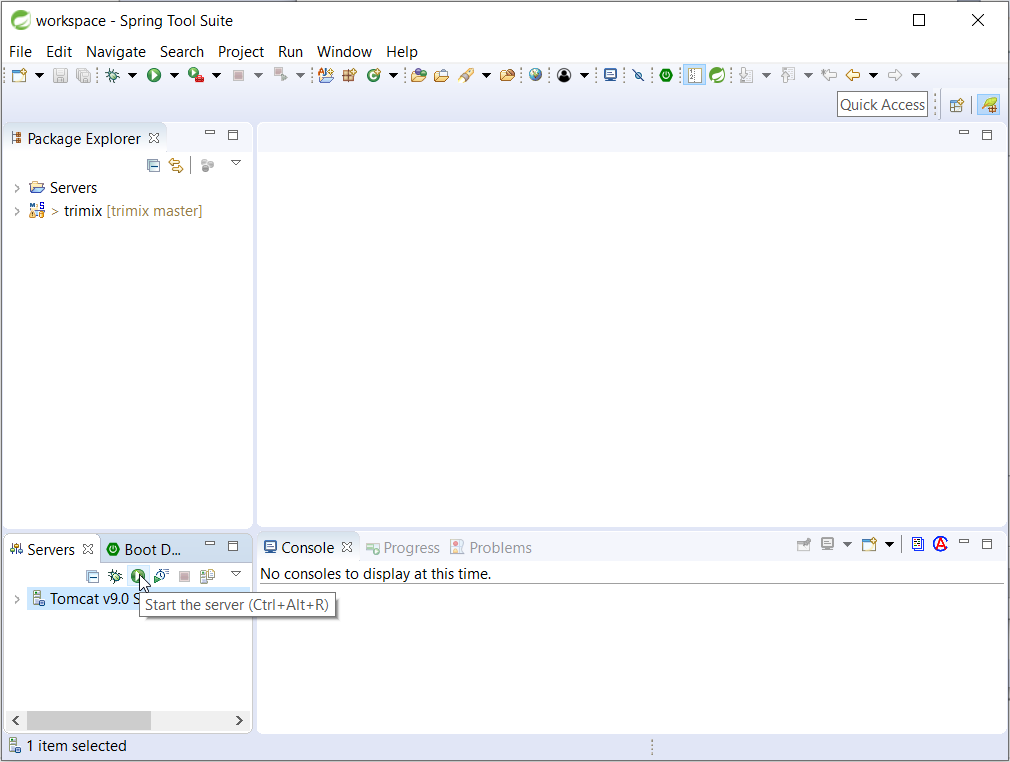 workspace - Spring Tool Suite
File Edit Navigate Search Project Run Window Help
Quick Access
Package Explorer
Servers
> trimix [trimix master]
Servers Boot D...
Console Progress Problems
No consoles to display at this time.
Tomcat v9.0 S
Start the server (Ctrl+Alt+R)
1 item selected